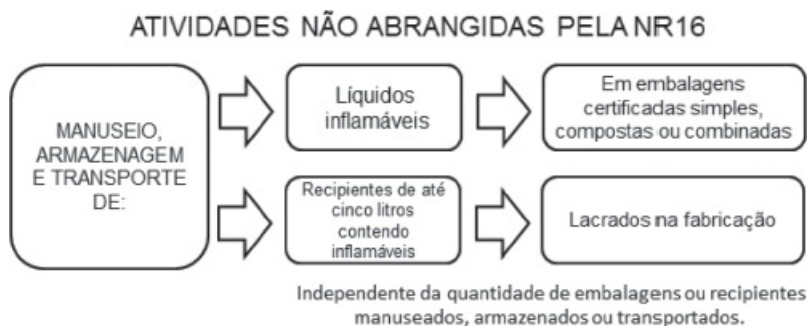 ATIVIDADES NÃO ABRANGIDAS PELA NR16
MANUSEIO,
ARMAZENAGEM
E TRANSPORTE
DE:
Líquidos
inflamáveis
Em embalagens
certificadas simples,
compostas ou combinadas
Recipientes de até
cinco litros
contendo
inflamáveis
Lacrados na fabricação
Independente da quantidade de embalagens ou recipientes
manuseados, armazenados ou transportados.